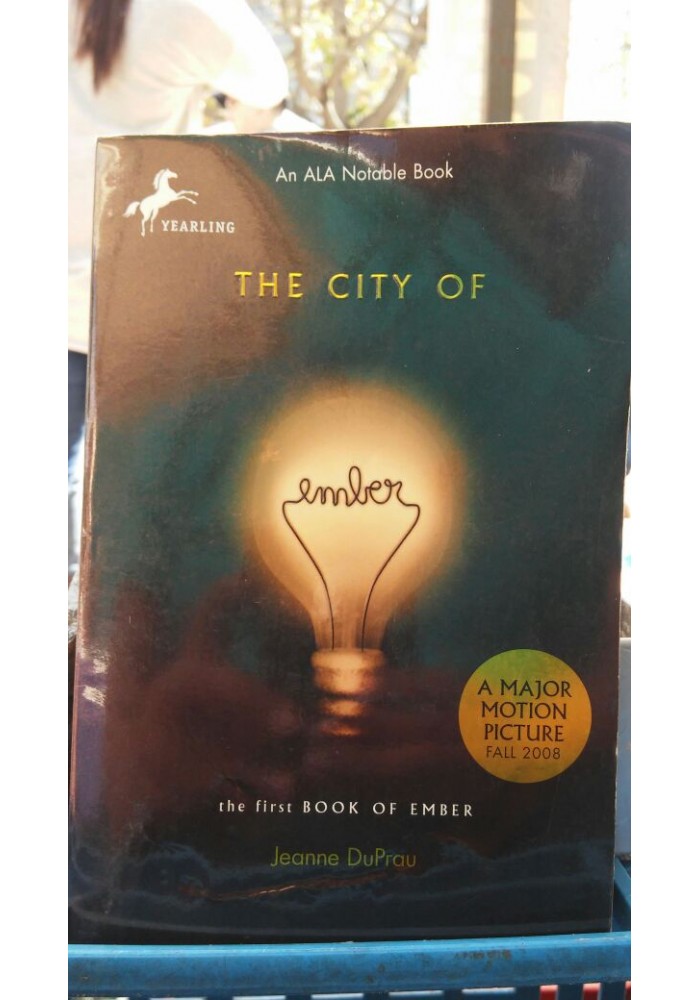 An ALA Notable Book
YEARLING
THE CITY OF
ember
A MAJOR
MOTION
PICTURE
FALL 2008
the first BOOK OF EMBER
Jeanne DuPrau